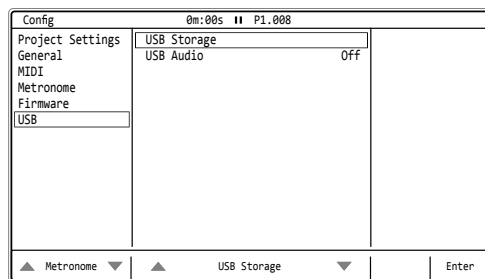 Config 0m:00s II P1.008
Project Settings
General
MIDI
Metronome
Firmware
USB
USB Storage
USB Audio Off
Metronome USB Storage Enter